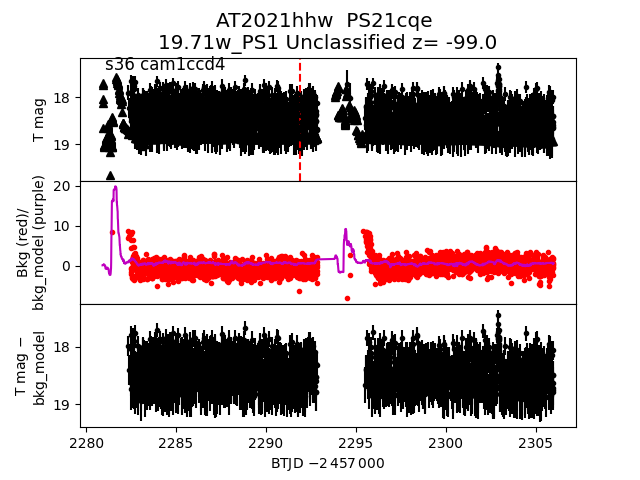 AT2021hhw  PS21cqe
19.71w_PS1 Unclassified z= -99.0
s36 cam1ccd4
T mag
18
19
Bkg (red)/
bkg_model (purple)
20
10
0
T mag −
bkg_model
18
19
2280 2285 2290 2295 2300 2305
BTJD −2 457 000